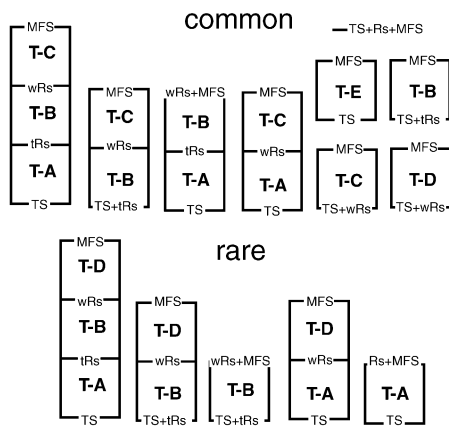 common
TS+Rs+MFS
MFS
T-C
wRs
T-B
tRs
T-A
TS
MFS
T-C
wRs
T-B
TS+tRs
wRs+MFS
T-B
tRs
T-A
TS
MFS
T-C
wRs
T-A
TS
MFS
T-E
TS
MFS
T-B
TS+tRs
MFS
T-C
TS+wRs
MFS
T-D
TS+wRs
rare
MFS
T-D
wRs
T-B
tRs
T-A
TS
MFS
T-D
wRs
T-B
TS+tRs
wRs+MFS
T-B
TS+tRs
MFS
T-D
wRs
T-A
TS
Rs+MFS
T-A
TS